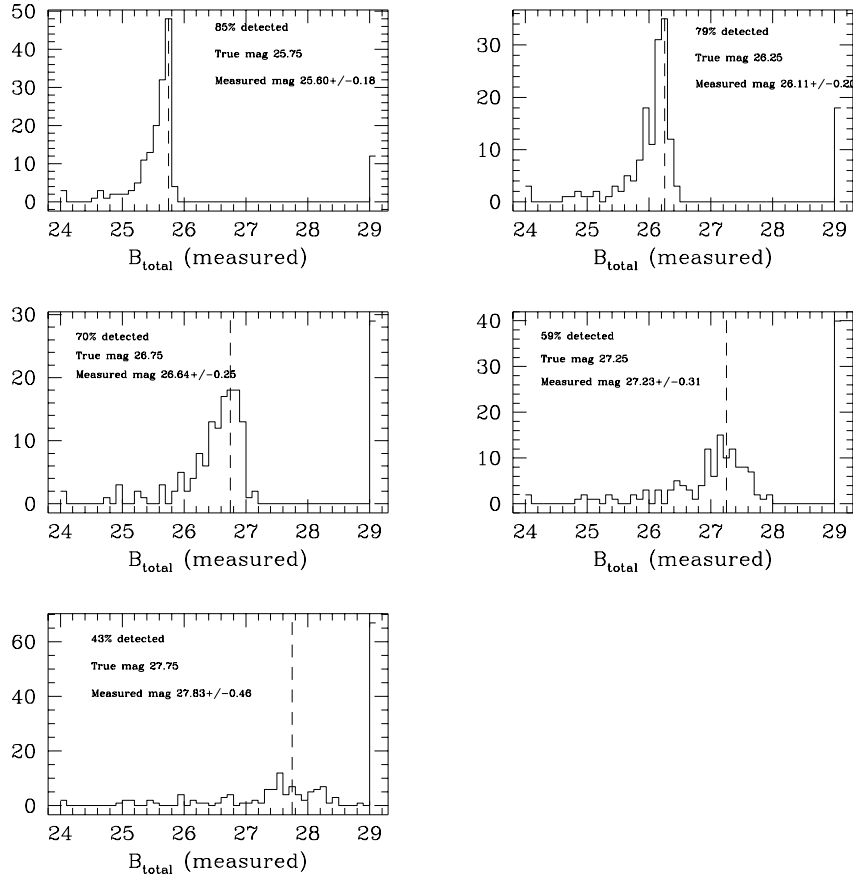 50
40
30
20
10
0
85% detected
True mag 25.75
Measured mag 25.60+/-0.18
24 25 26 27 28 29
B_total (measured)
30
20
10
0
79% detected
True mag 26.25
Measured mag 26.11+/-0.20
24 25 26 27 28 29
B_total (measured)
30
20
10
0
70% detected
True mag 26.75
Measured mag 26.64+/-0.25
24 25 26 27 28 29
B_total (measured)
40
30
20
10
0
59% detected
True mag 27.25
Measured mag 27.23+/-0.31
24 25 26 27 28 29
B_total (measured)
60
40
20
0
43% detected
True mag 27.75
Measured mag 27.83+/-0.46
24 25 26 27 28 29
B_total (measured)